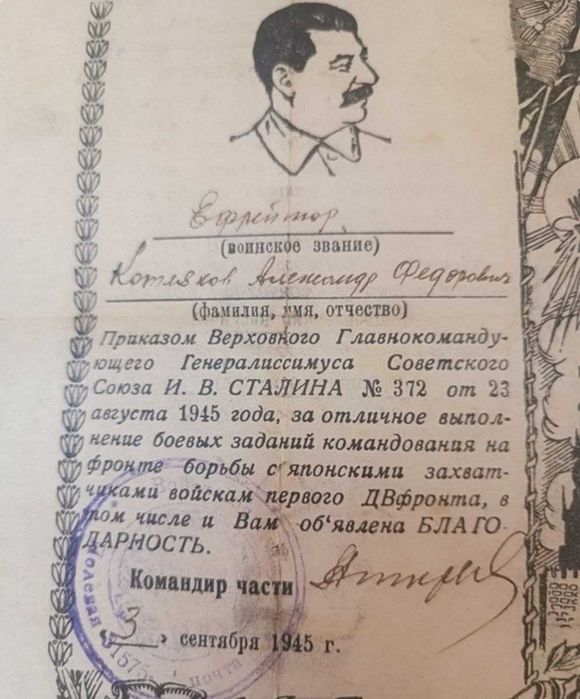 Ефрейтор
(воинское звание)
Котляков Александр Федорович
(фамилия, имя, отчество)
Приказом Верховного Главнокоманду-
ющего Генералиссимуса Советского
Союза И. В. СТАЛИНА № 372 от 23
августа 1945 года, за отличное выпол-
нение боевых заданий командования на
фронте борьбы с японскими захват-
чиками войскам первого ДВфронта, в
том числе и Вам об‘явлена БЛАГО-
ДАРНОСТЬ.
Командир части
"3" сентября 1945 г.
полевая почта